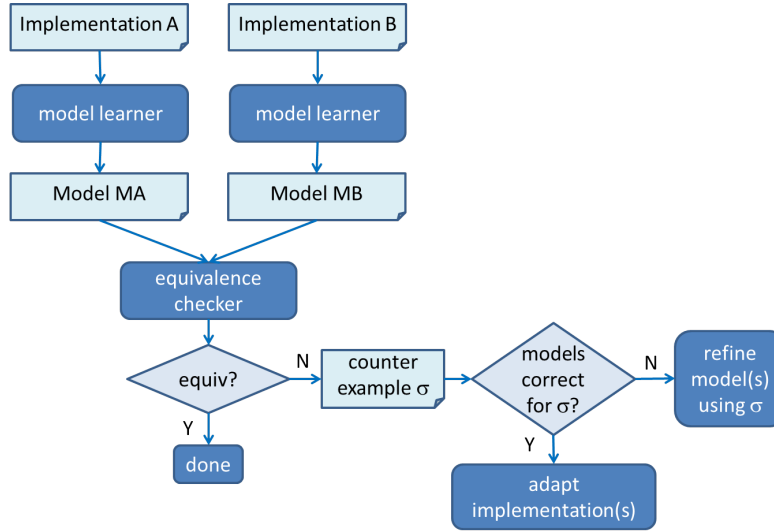 Implementation A
Implementation B
model learner
model learner
Model MA
Model MB
equivalence
checker
equiv?
N
counter
example σ
models
correct
for σ?
N
refine
model(s)
using σ
Y
done
Y
adapt
implementation(s)